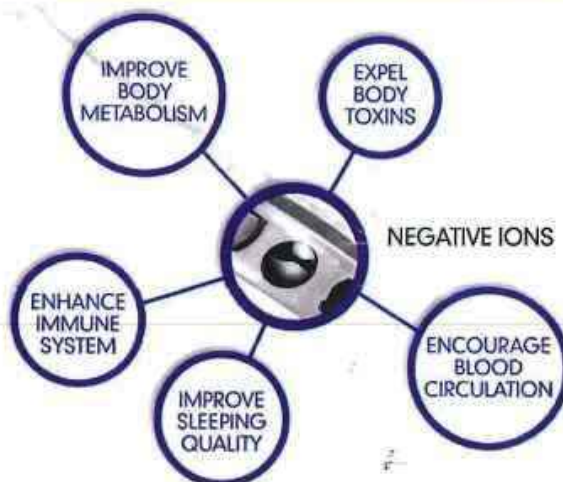 IMPROVE
BODY
METABOLISM
EXPEL
BODY
TOXINS
NEGATIVE IONS
ENHANCE
IMMUNE
SYSTEM
IMPROVE
SLEEPING
QUALITY
ENCOURAGE
BLOOD
CIRCULATION